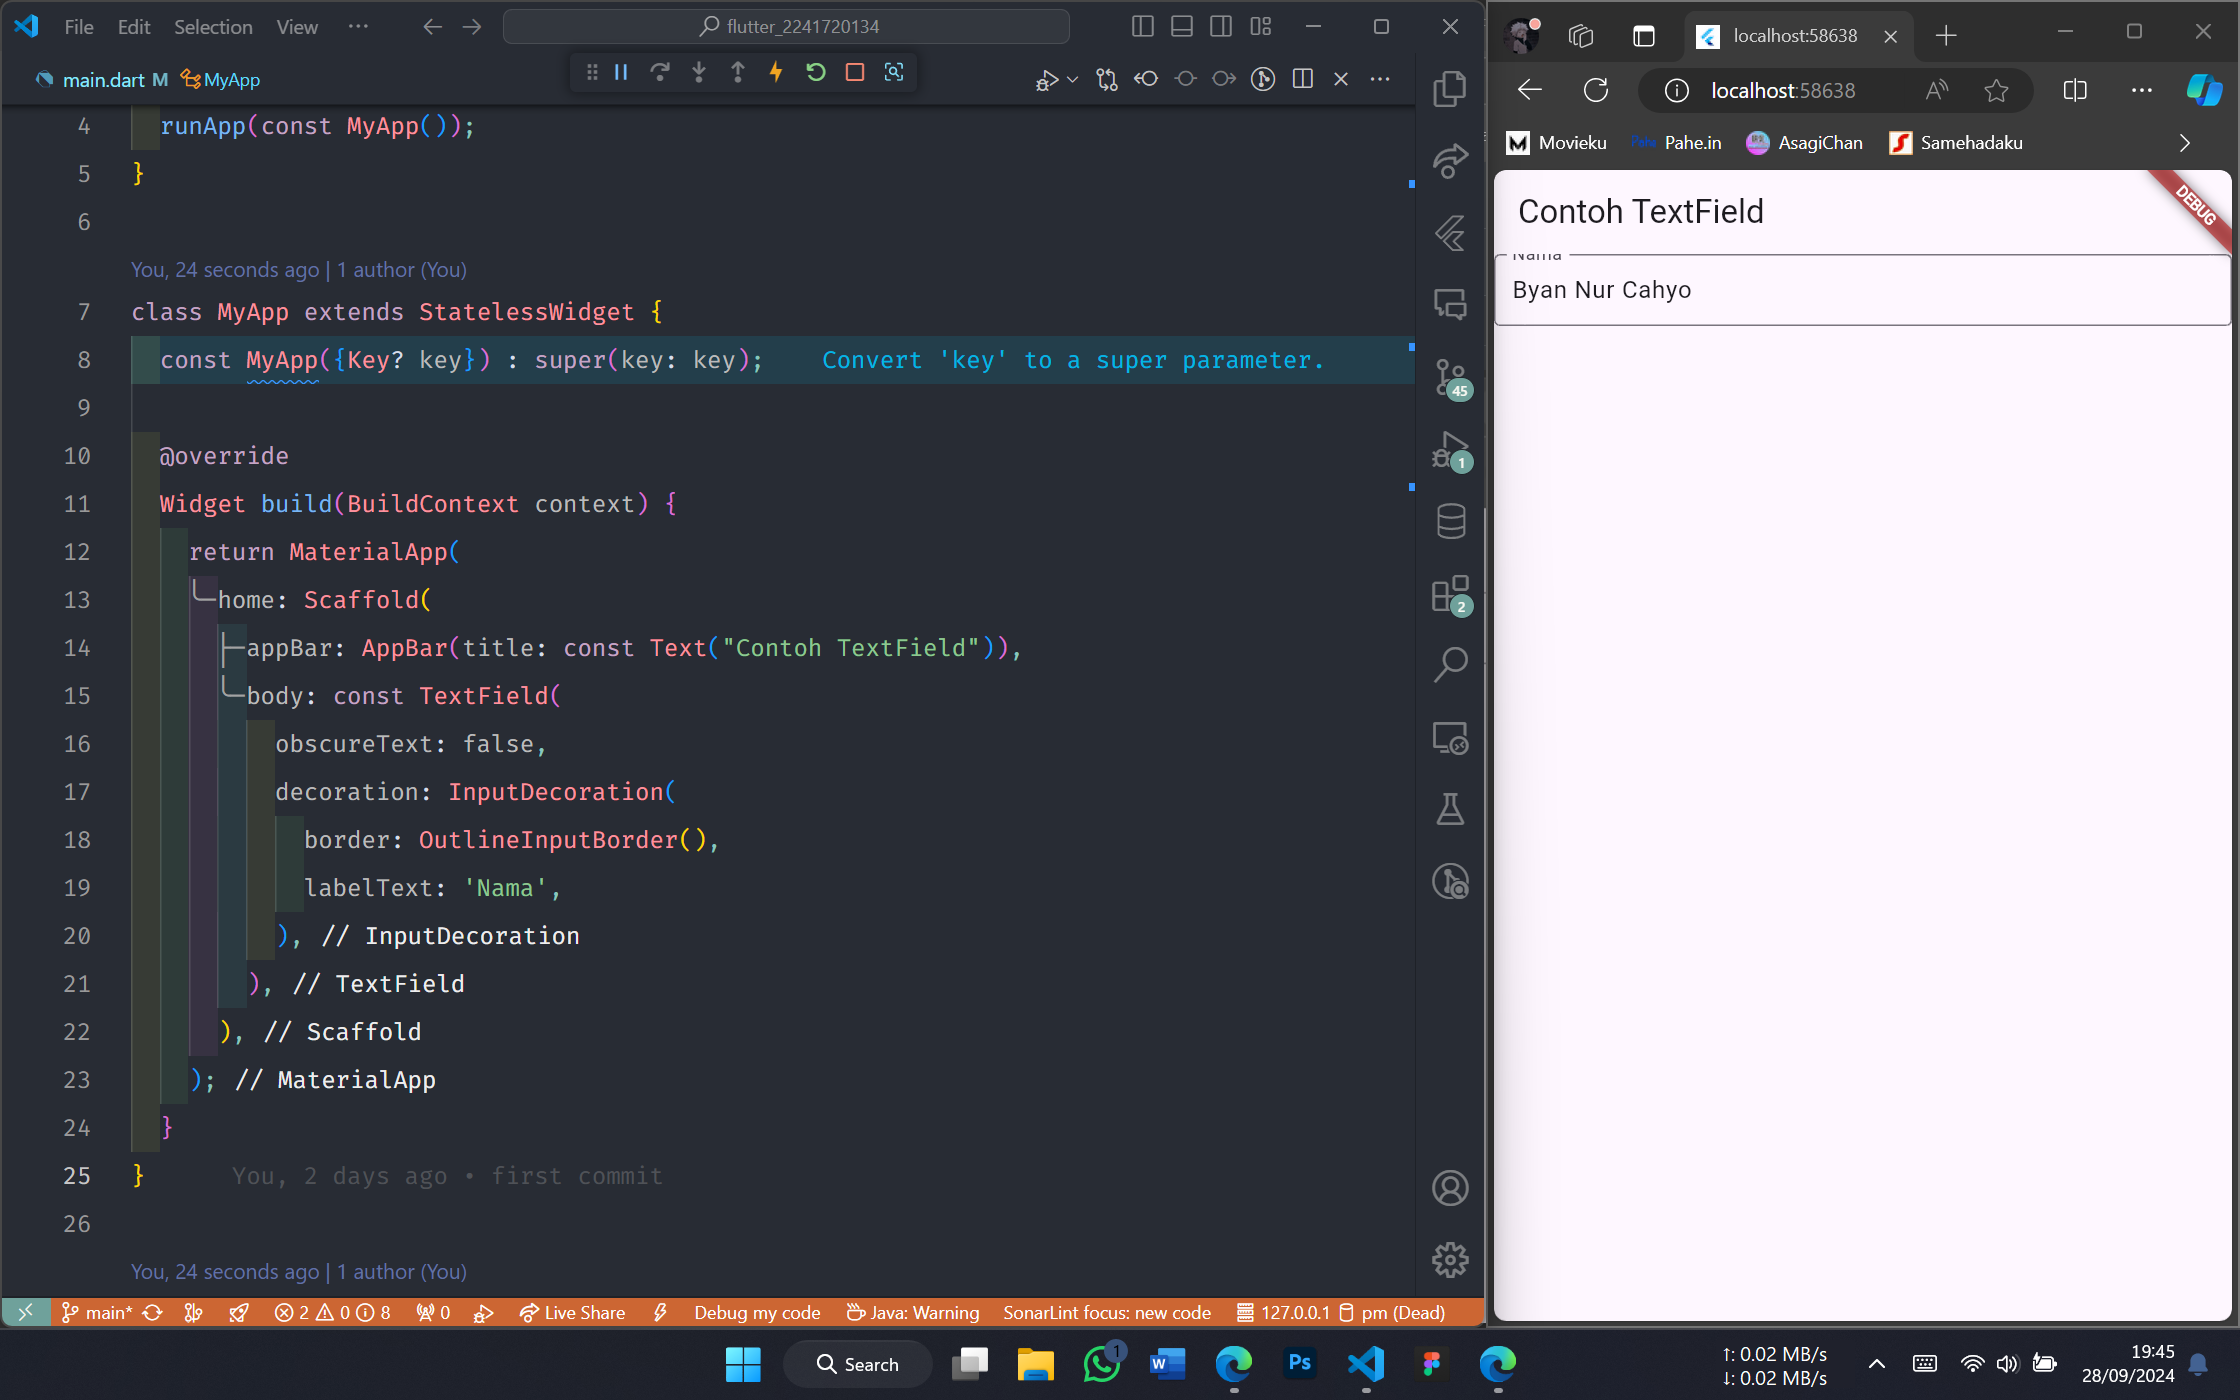 File Edit Selection View ··· flutter_2241720134
main.dart M MyApp
4 runApp(const MyApp());
5 }
6
You, 24 seconds ago | 1 author (You)
7 class MyApp extends StatelessWidget {
8 const MyApp({Key? key}) : super(key: key); Convert 'key' to a super parameter.
9
10 @override
11 Widget build(BuildContext context) {
12 return MaterialApp(
13 home: Scaffold(
14 appBar: AppBar(title: const Text("Contoh TextField")),
15 body: const TextField(
16 obscureText: false,
17 decoration: InputDecoration(
18 border: OutlineInputBorder(),
19 labelText: 'Nama',
20 ), // InputDecoration
21 ), // TextField
22 ), // Scaffold
23 ); // MaterialApp
24 }
25 } You, 2 days ago • first commit
26
You, 24 seconds ago | 1 author (You)
45
1
2
main* 2 0 8 0 Live Share Debug my code Java: Warning SonarLint focus: new code 127.0.0.1 pm (Dead)
localhost:58638
localhost:58638
Movieku Pahe Pahe.in AsagiChan Samehadaku
Contoh TextField
DEBUG
Nama
Byan Nur Cahyo
Search
1
W
Ps
↑: 0.02 MB/s
↓: 0.02 MB/s
19:45
28/09/2024